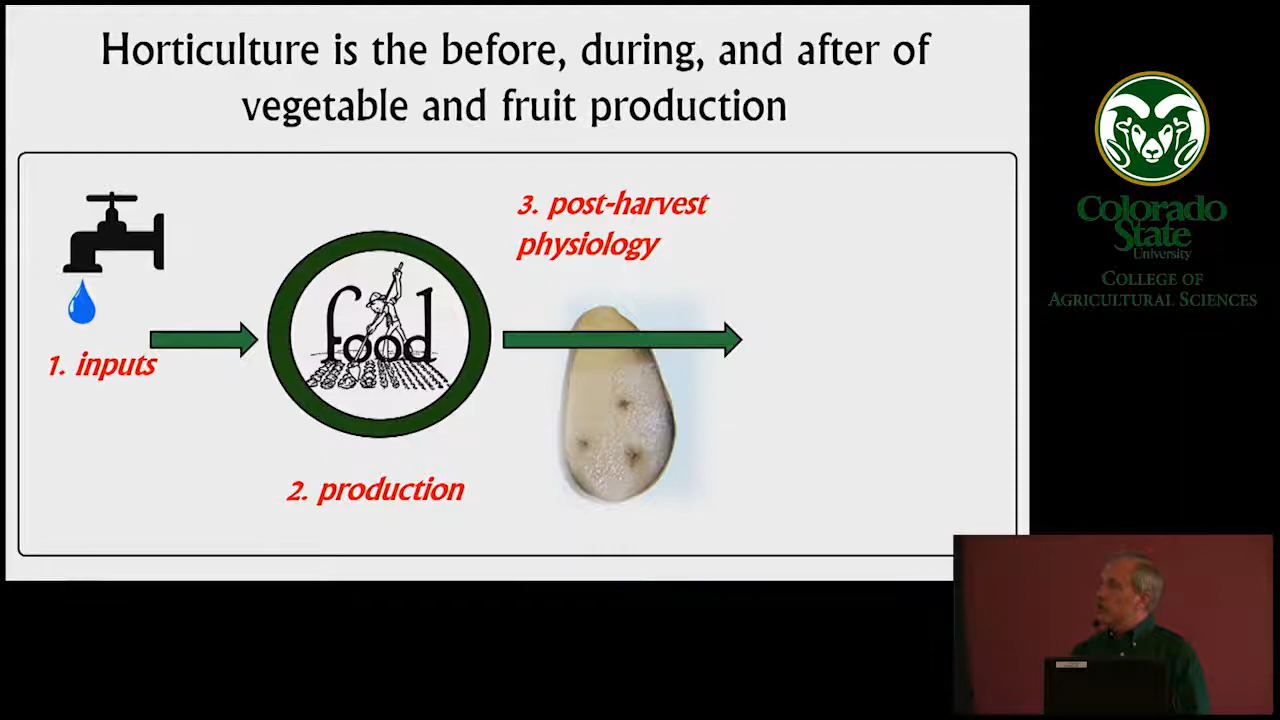 Horticulture is the before, during, and after of
vegetable and fruit production
1. inputs
food
2. production
3. post-harvest
physiology
Colorado
State
University
COLLEGE OF
AGRICULTURAL SCIENCES